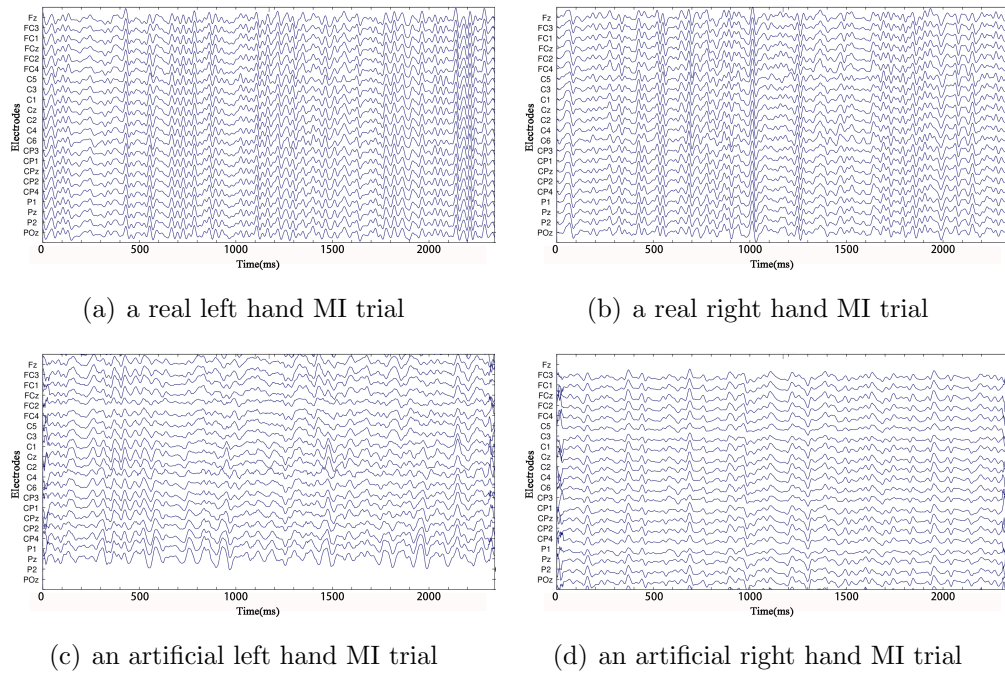 Electrodes
Fz
FC3
FC1
FCz
FC2
FC4
C5
C3
C1
Cz
C2
C4
C6
CP3
CP1
CPz
CP2
CP4
P1
Pz
P2
POz
0 500 1000 1500 2000
Time(ms)
(a) a real left hand MI trial
Electrodes
Fz
FC3
FC1
FCz
FC2
FC4
C5
C3
C1
Cz
C2
C4
C6
CP3
CP1
CPz
CP2
CP4
P1
Pz
P2
POz
0 500 1000 1500 2000
Time(ms)
(b) a real right hand MI trial
Electrodes
Fz
FC3
FC1
FCz
FC2
FC4
C5
C3
C1
Cz
C2
C4
C6
CP3
CP1
CPz
CP2
CP4
P1
Pz
P2
POz
0 500 1000 1500 2000
Time(ms)
(c) an artificial left hand MI trial
Electrodes
Fz
FC3
FC1
FCz
FC2
FC4
C5
C3
C1
Cz
C2
C4
C6
CP3
CP1
CPz
CP2
CP4
P1
Pz
P2
POz
0 500 1000 1500 2000
Time(ms)
(d) an artificial right hand MI trial